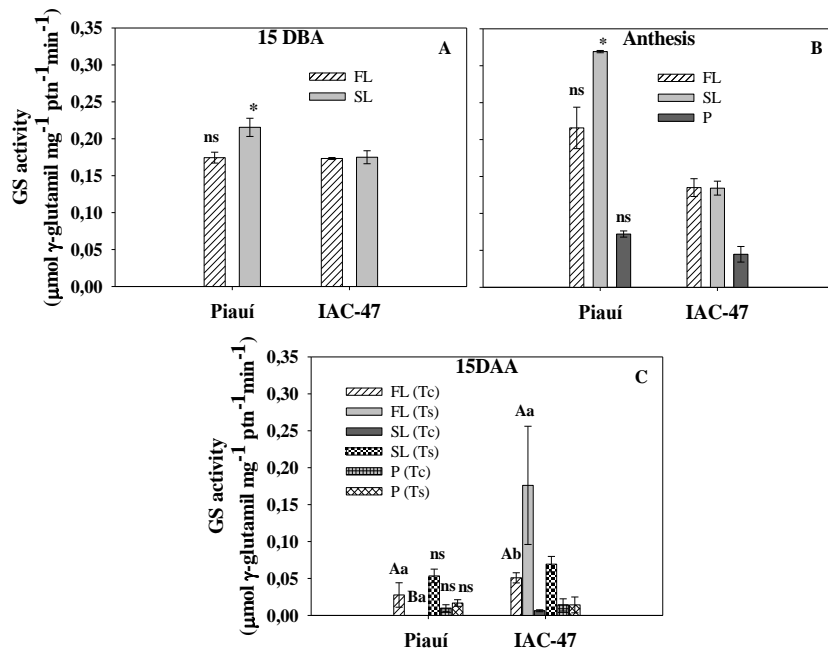 15 DBA
A
FL
SL
ns
*
GS activity
(μmol γ-glutamil mg⁻¹ ptn⁻¹min⁻¹)
0,35
0,30
0,25
0,20
0,15
0,10
0,05
0,00
Piauí
IAC-47
Anthesis
B
FL
SL
P
ns
*
ns
Piauí
IAC-47
15DAA
C
FL (Tc)
FL (Ts)
SL (Tc)
SL (Ts)
P (Tc)
P (Ts)
GS activity
(μmol γ-glutamil mg⁻¹ ptn⁻¹min⁻¹)
0,35
0,30
0,25
0,20
0,15
0,10
0,05
0,00
Aa
Ba
ns
ns
ns
Ab
Aa
Piauí
IAC-47